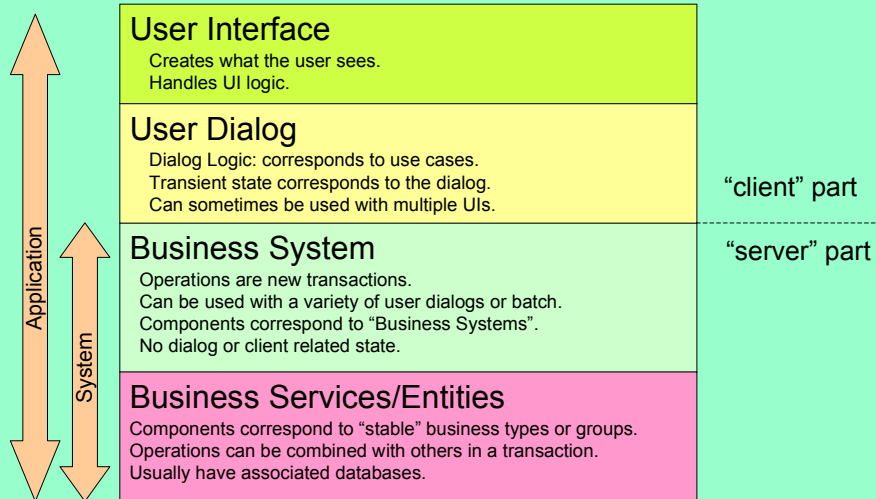 User Interface
Creates what the user sees.
Handles UI logic.
User Dialog
Dialog Logic: corresponds to use cases.
Transient state corresponds to the dialog.
Can sometimes be used with multiple UIs.
"client" part
Business System
"server" part
Operations are new transactions.
Can be used with a variety of user dialogs or batch.
Components correspond to “Business Systems”.
No dialog or client related state.
Business Services/Entities
Components correspond to “stable” business types or groups.
Operations can be combined with others in a transaction.
Usually have associated databases.
Application
System